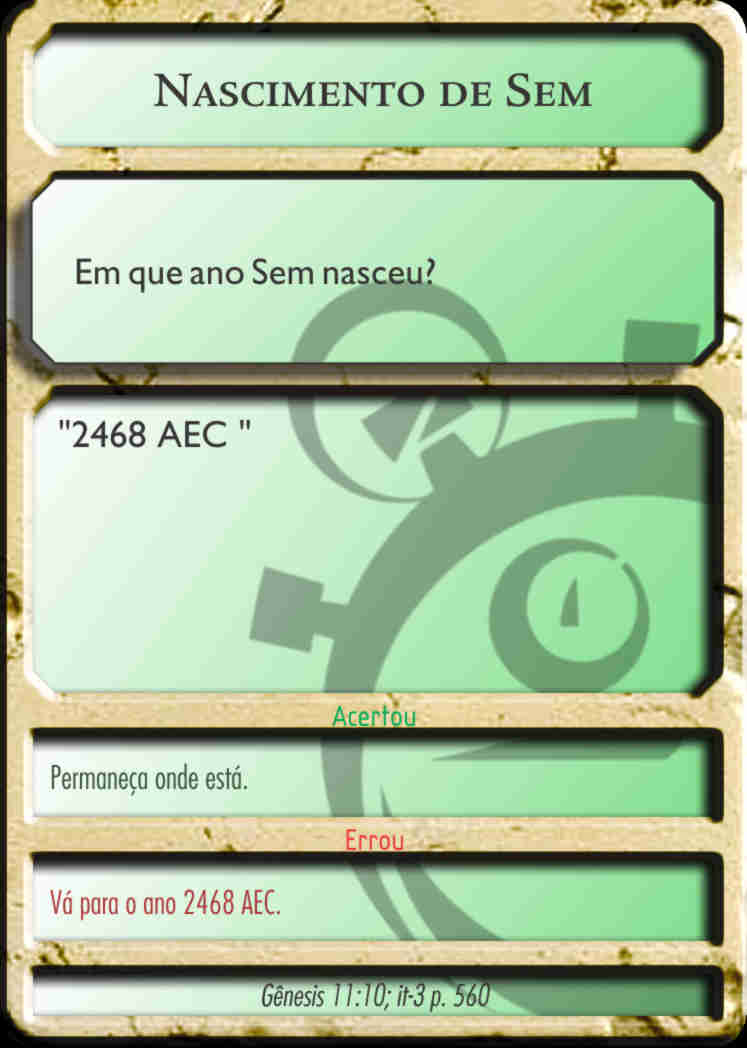 Nascimento de Sem
Em que ano Sem nasceu?
"2468 AEC "
Acertou
Permaneça onde está.
Errou
Vá para o ano 2468 AEC.
Gênesis 11:10; it-3 p. 560